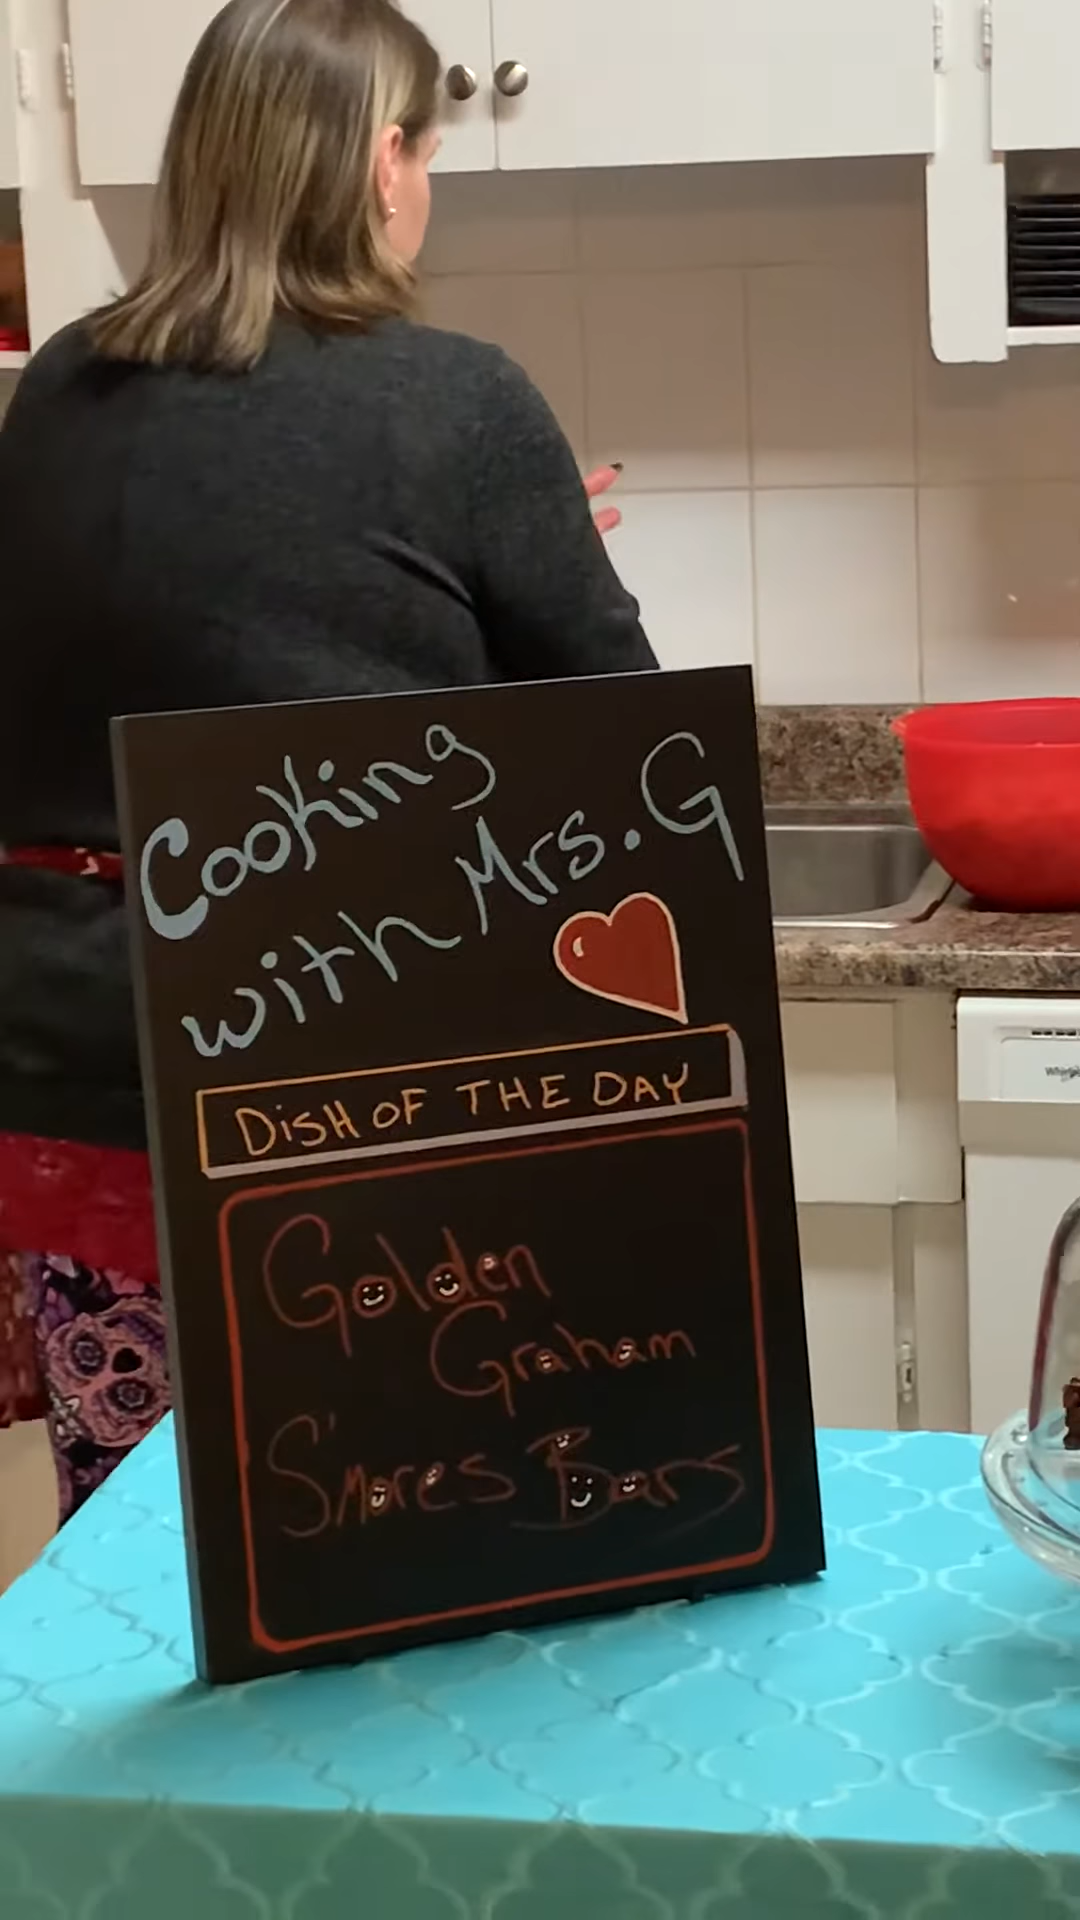 Cooking
with Mrs. G
DiSH OF THE DAY
Golden
Graham
S'mores Bars